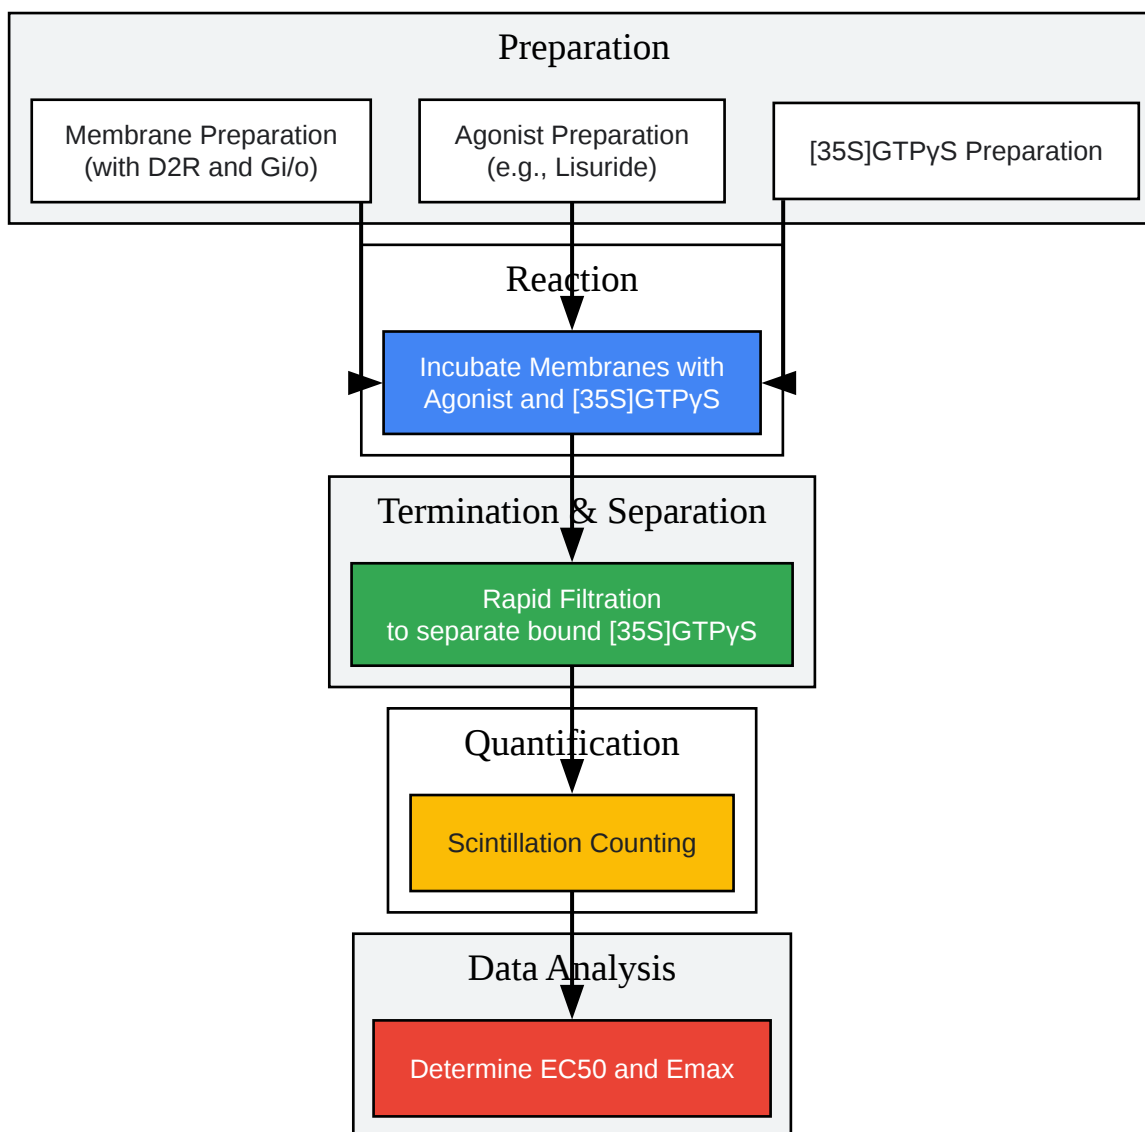 Preparation
Membrane Preparation
(with D2R and Gi/o)
Agonist Preparation
(e.g., Lisuride)
[35S]GTPγS Preparation
Reaction
Incubate Membranes with
Agonist and [35S]GTPγS
Termination & Separation
Rapid Filtration
to separate bound [35S]GTPγS
Quantification
Scintillation Counting
Data Analysis
Determine EC50 and Emax